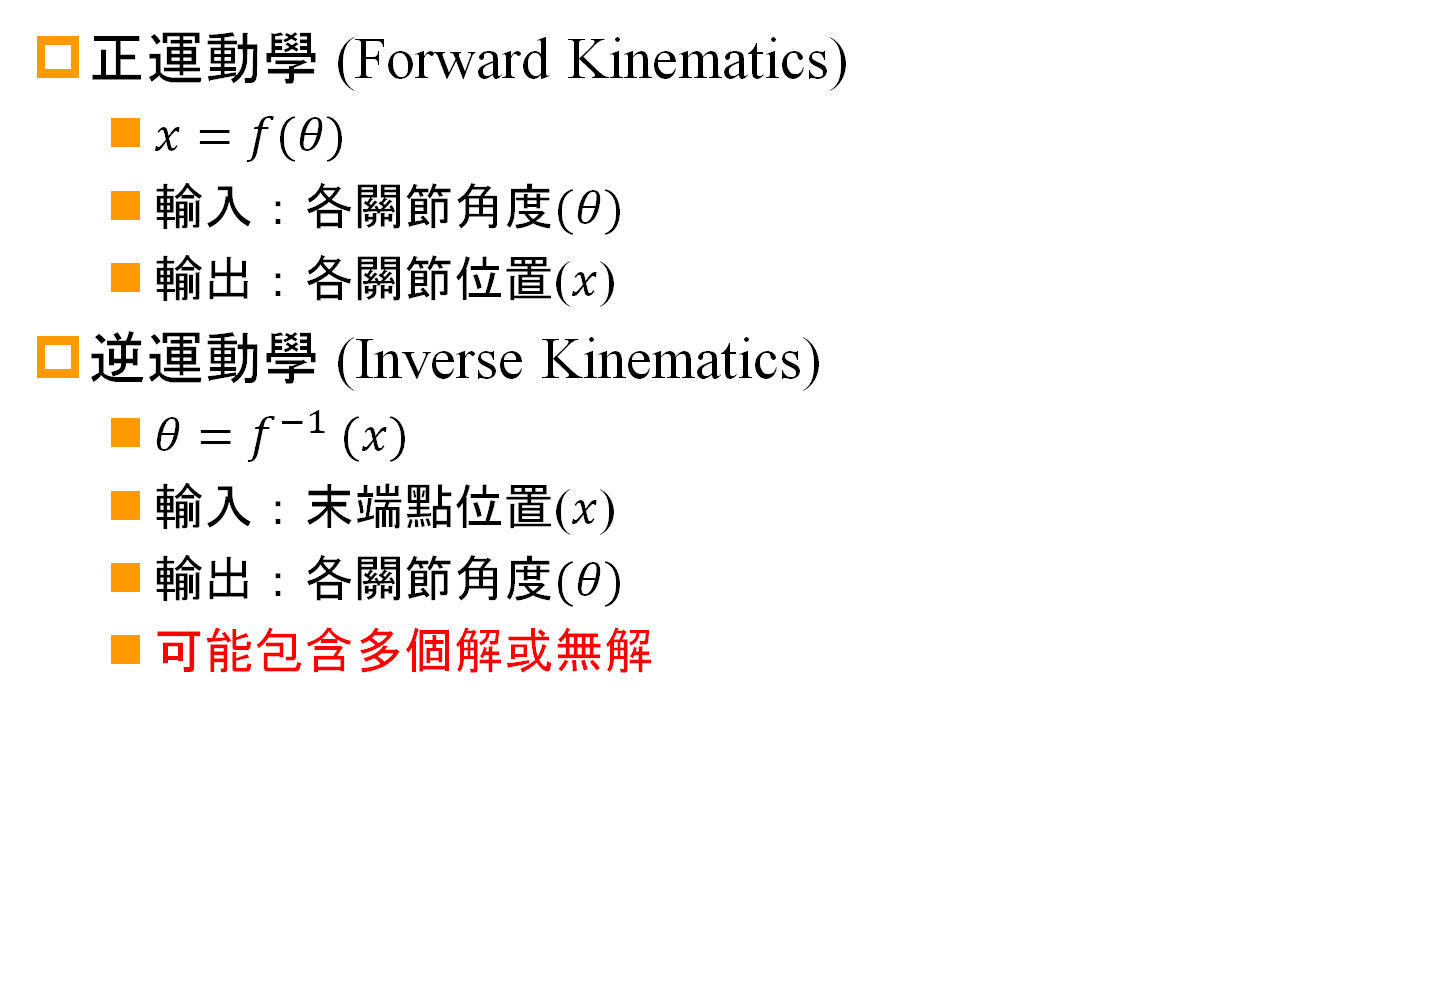 正運動學 (Forward Kinematics)
x = f(θ)
輸入：各關節角度(θ)
輸出：各關節位置(x)
逆運動學 (Inverse Kinematics)
θ = f⁻¹ (x)
輸入：末端點位置(x)
輸出：各關節角度(θ)
可能包含多個解或無解